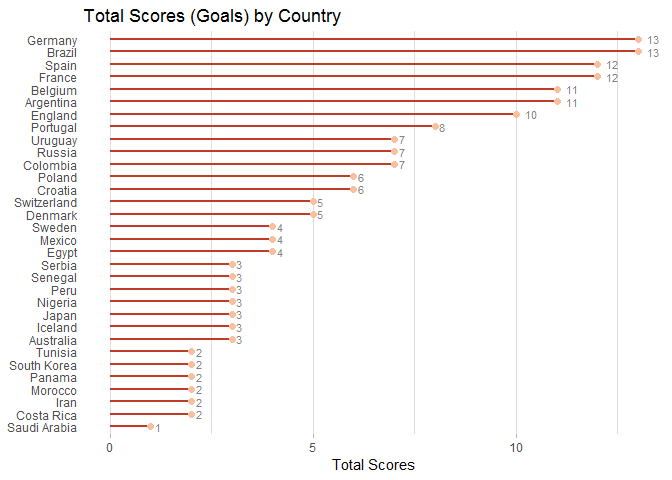 Total Scores (Goals) by Country
Germany 13
Brazil 13
Spain 12
France 12
Belgium 11
Argentina 11
England 10
Portugal 8
Uruguay 7
Russia 7
Colombia 7
Poland 6
Croatia 6
Switzerland 5
Denmark 5
Sweden 4
Mexico 4
Egypt 4
Serbia 3
Senegal 3
Peru 3
Nigeria 3
Japan 3
Iceland 3
Australia 3
Tunisia 2
South Korea 2
Panama 2
Morocco 2
Iran 2
Costa Rica 2
Saudi Arabia 1
0 5 10
Total Scores